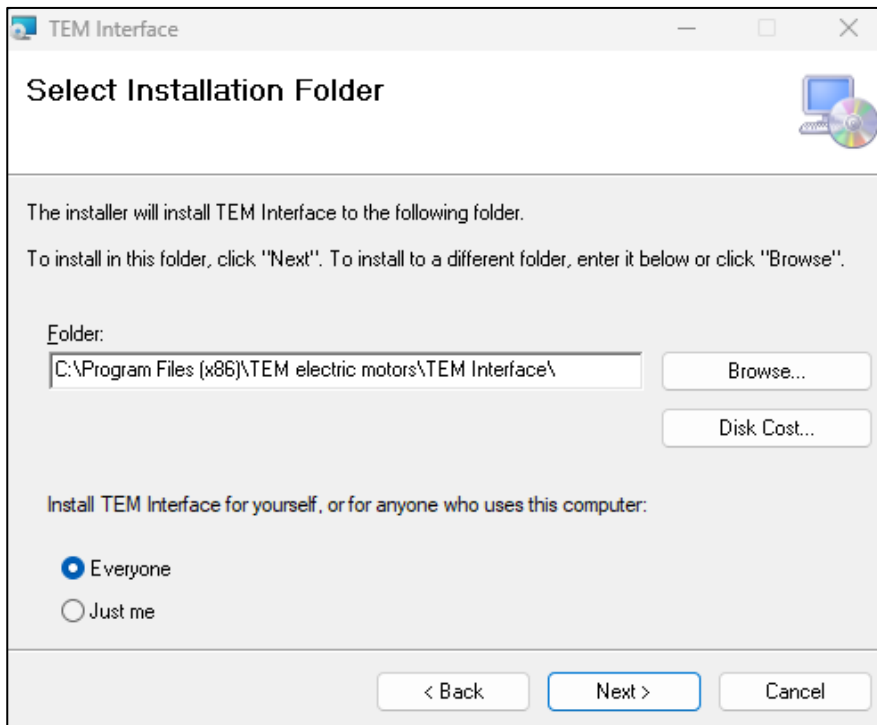 TEM Interface
Select Installation Folder
The installer will install TEM Interface to the following folder.
To install in this folder, click "Next". To install to a different folder, enter it below or click "Browse".
Folder:
C:\Program Files (x86)\TEM electric motors\TEM Interface\
Browse...
Disk Cost...
Install TEM Interface for yourself, or for anyone who uses this computer:
Everyone
Just me
< Back
Next >
Cancel